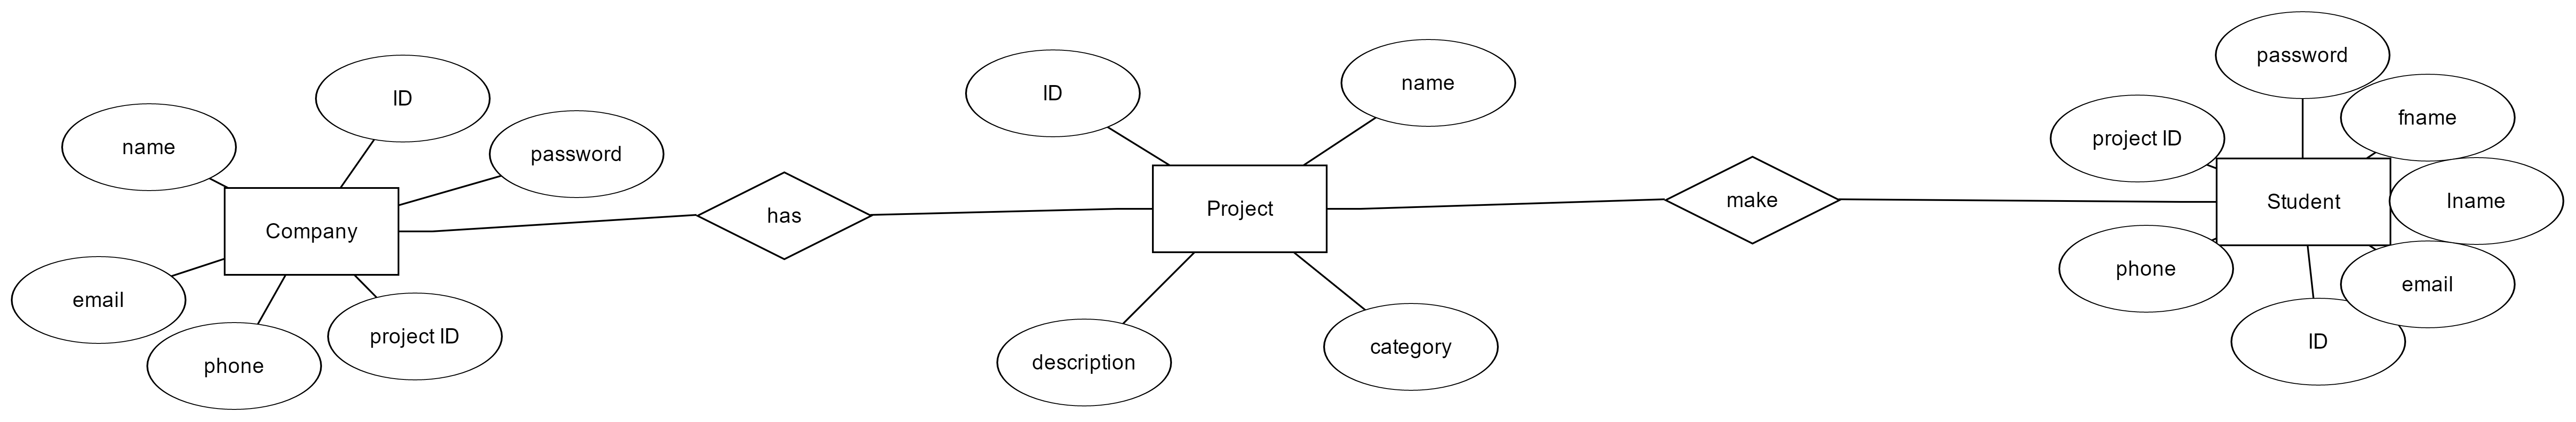 password
ID
name
fname
project ID
name
password
lname
Company
has
Project
make
Student
email
phone
email
phone
project ID
description
category
ID